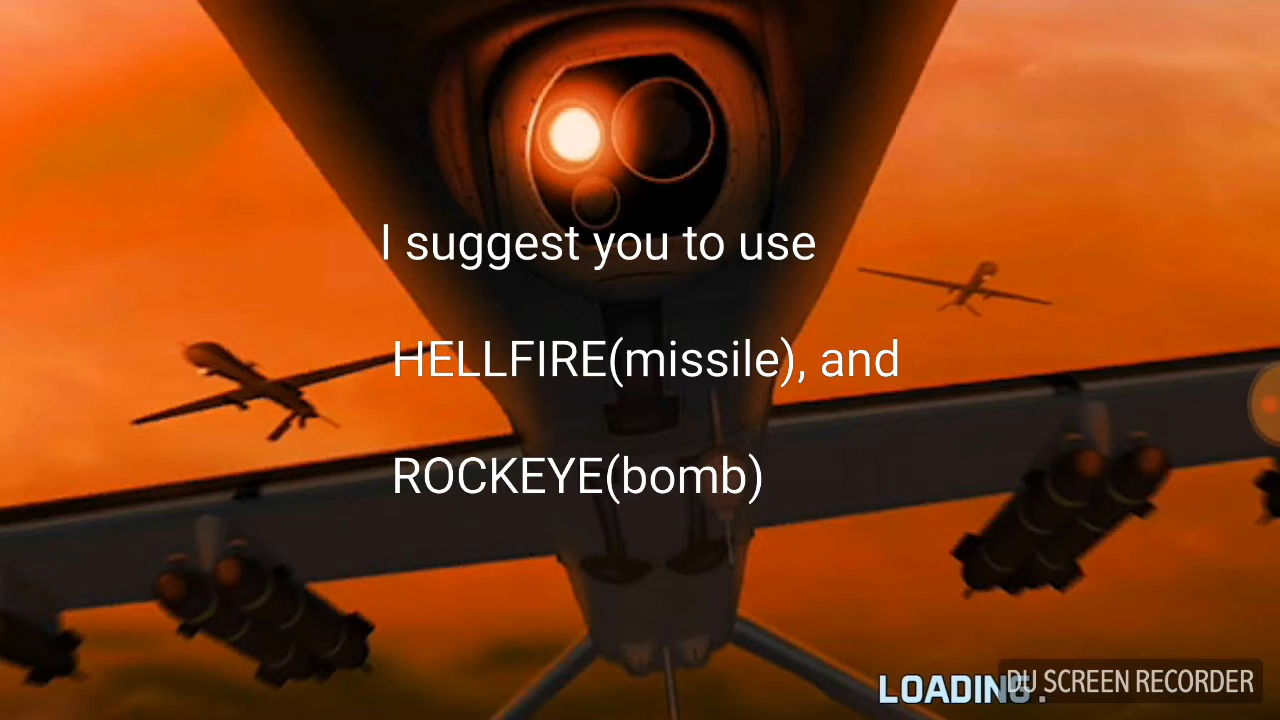 I suggest you to use
HELLFIRE(missile), and
ROCKEYE(bomb)
LOADING.
DU SCREEN RECORDER